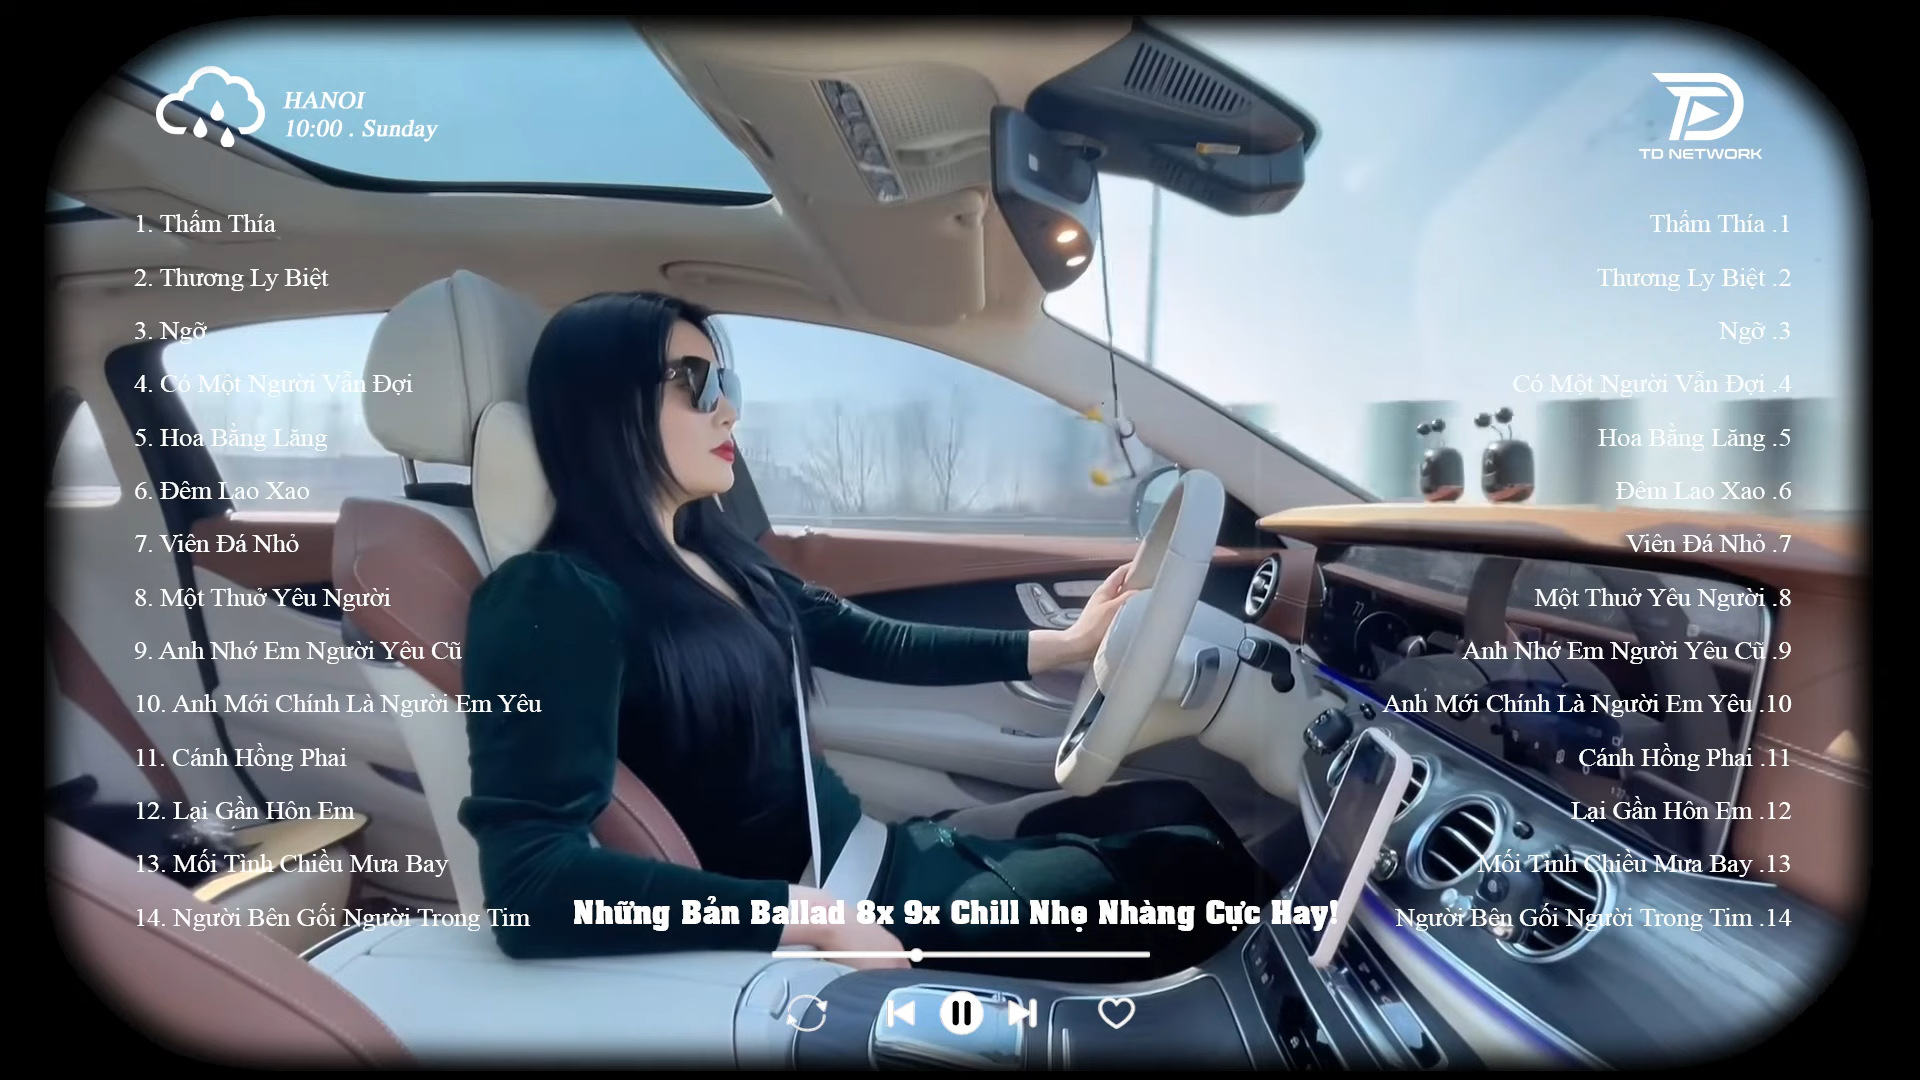 HANOI
10:00 . Sunday
TD NETWORK
1. Thấm Thía
2. Thương Ly Biệt
3. Ngỡ
4. Có Một Người Vẫn Đợi
5. Hoa Bằng Lăng
6. Đêm Lao Xao
7. Viên Đá Nhỏ
8. Một Thuở Yêu Người
9. Anh Nhớ Em Người Yêu Cũ
10. Anh Mới Chính Là Người Em Yêu
11. Cánh Hồng Phai
12. Lại Gần Hôn Em
13. Mối Tình Chiều Mưa Bay
14. Người Bên Gối Người Trong Tim
Thấm Thía .1
Thương Ly Biệt .2
Ngỡ .3
Có Một Người Vẫn Đợi .4
Hoa Bằng Lăng .5
Đêm Lao Xao .6
Viên Đá Nhỏ .7
Một Thuở Yêu Người .8
Anh Nhớ Em Người Yêu Cũ .9
Anh Mới Chính Là Người Em Yêu .10
Cánh Hồng Phai .11
Lại Gần Hôn Em .12
Mối Tình Chiều Mưa Bay .13
Người Bên Gối Người Trong Tim .14
Những Bản Ballad 8x 9x Chill Nhẹ Nhàng Cực Hay!